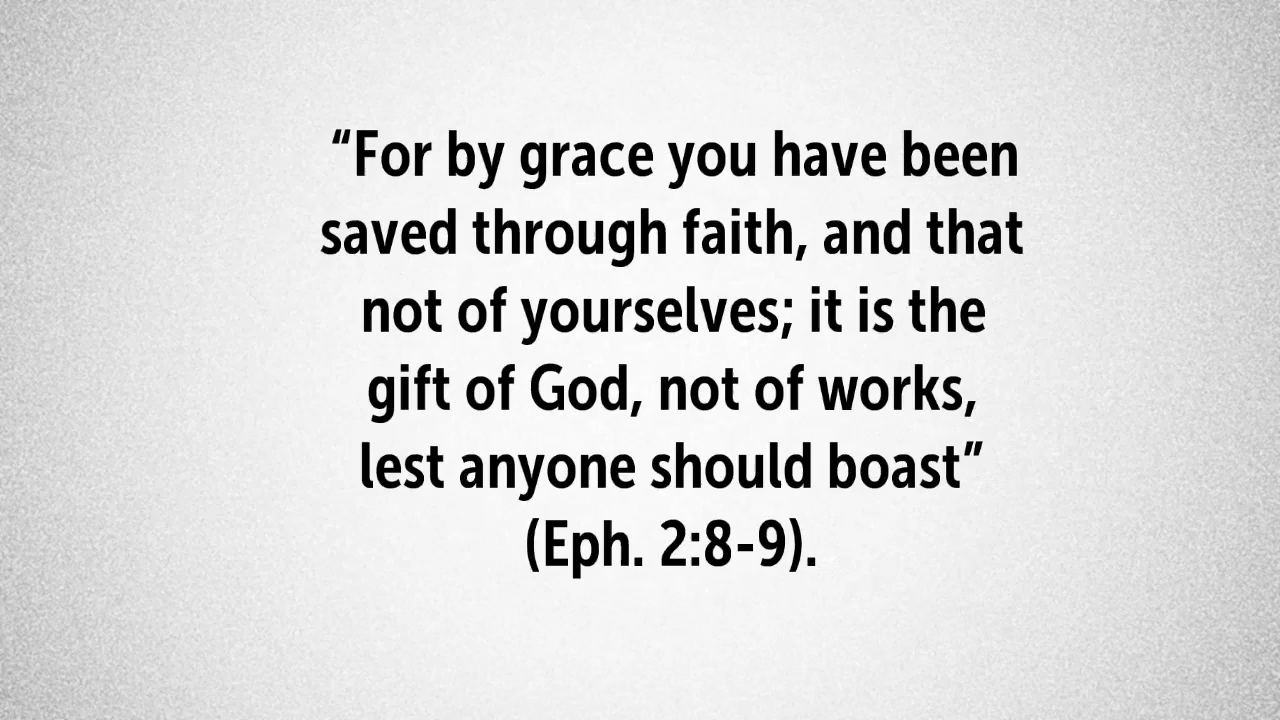 “For by grace you have been
saved through faith, and that
not of yourselves; it is the
gift of God, not of works,
lest anyone should boast”
(Eph. 2:8-9).